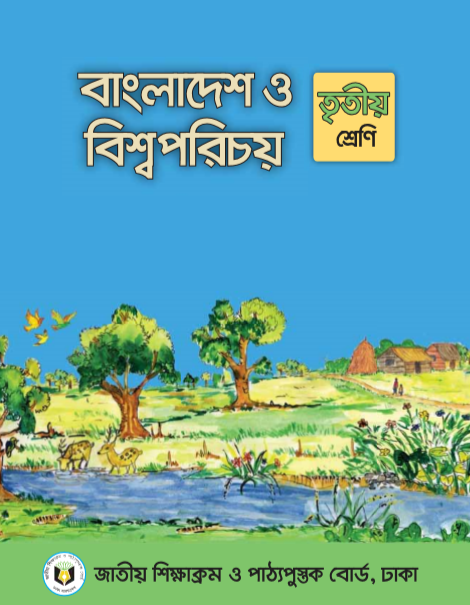 বাংলাদেশ ও
বিশ্বপরিচয়
তৃতীয়
শ্রেণি
জাতীয় শিক্ষাক্রম ও পাঠ্যপুস্তক বোর্ড, ঢাকা